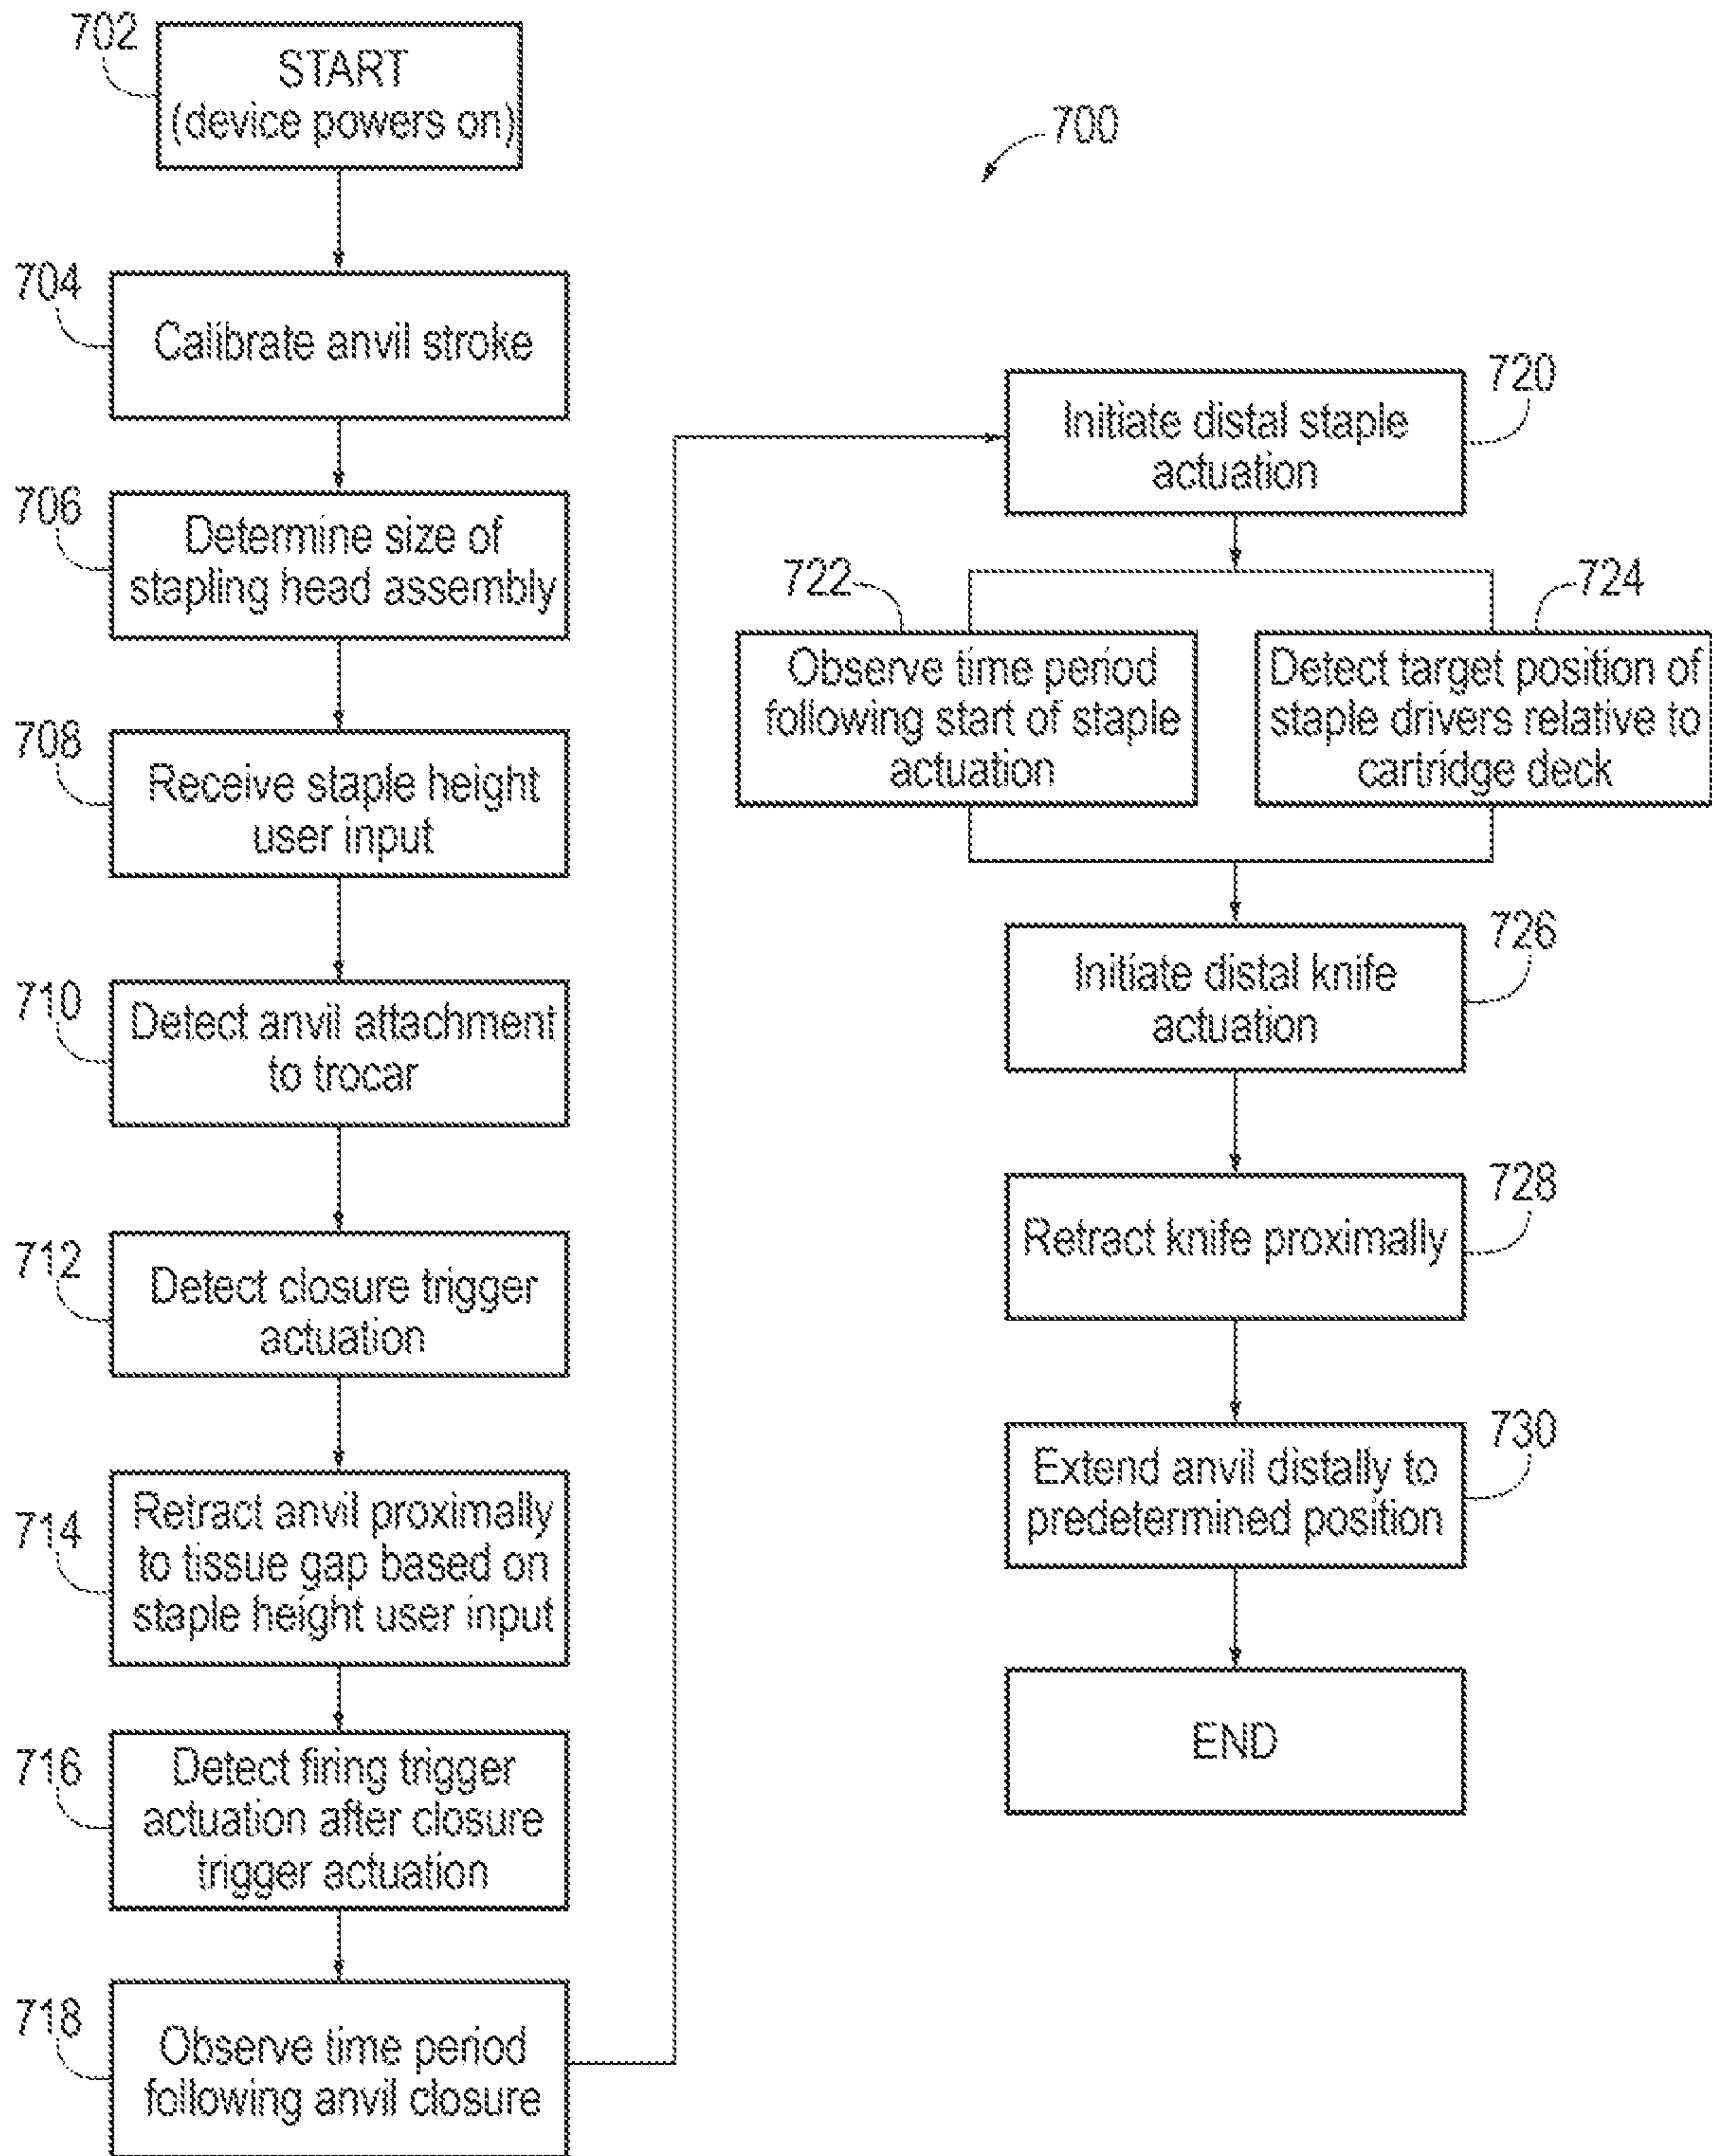 702
START
(device powers on)
700
704
Calibrate anvil stroke
706
Determine size of
stapling head assembly
708
Receive staple height
user input
710
Detect anvil attachment
to trocar
712
Detect closure trigger
actuation
714
Retract anvil proximally
to tissue gap based on
staple height user input
716
Detect firing trigger
actuation after closure
trigger actuation
718
Observe time period
following anvil closure
720
Initiate distal staple
actuation
722
Observe time period
following start of staple
actuation
724
Detect target position of
staple drivers relative to
cartridge deck
726
Initiate distal knife
actuation
728
Retract knife proximally
730
Extend anvil distally to
predetermined position
END